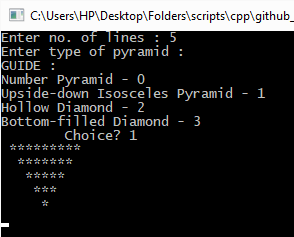 C:\Users\HP\Desktop\Folders\scripts\cpp\github_
Enter no. of lines : 5
Enter type of pyramid :
GUIDE :
Number Pyramid - 0
Upside-down Isosceles Pyramid - 1
Hollow Diamond - 2
Bottom-filled Diamond - 3
        Choice? 1
 *********
  *******
   *****
    ***
     *